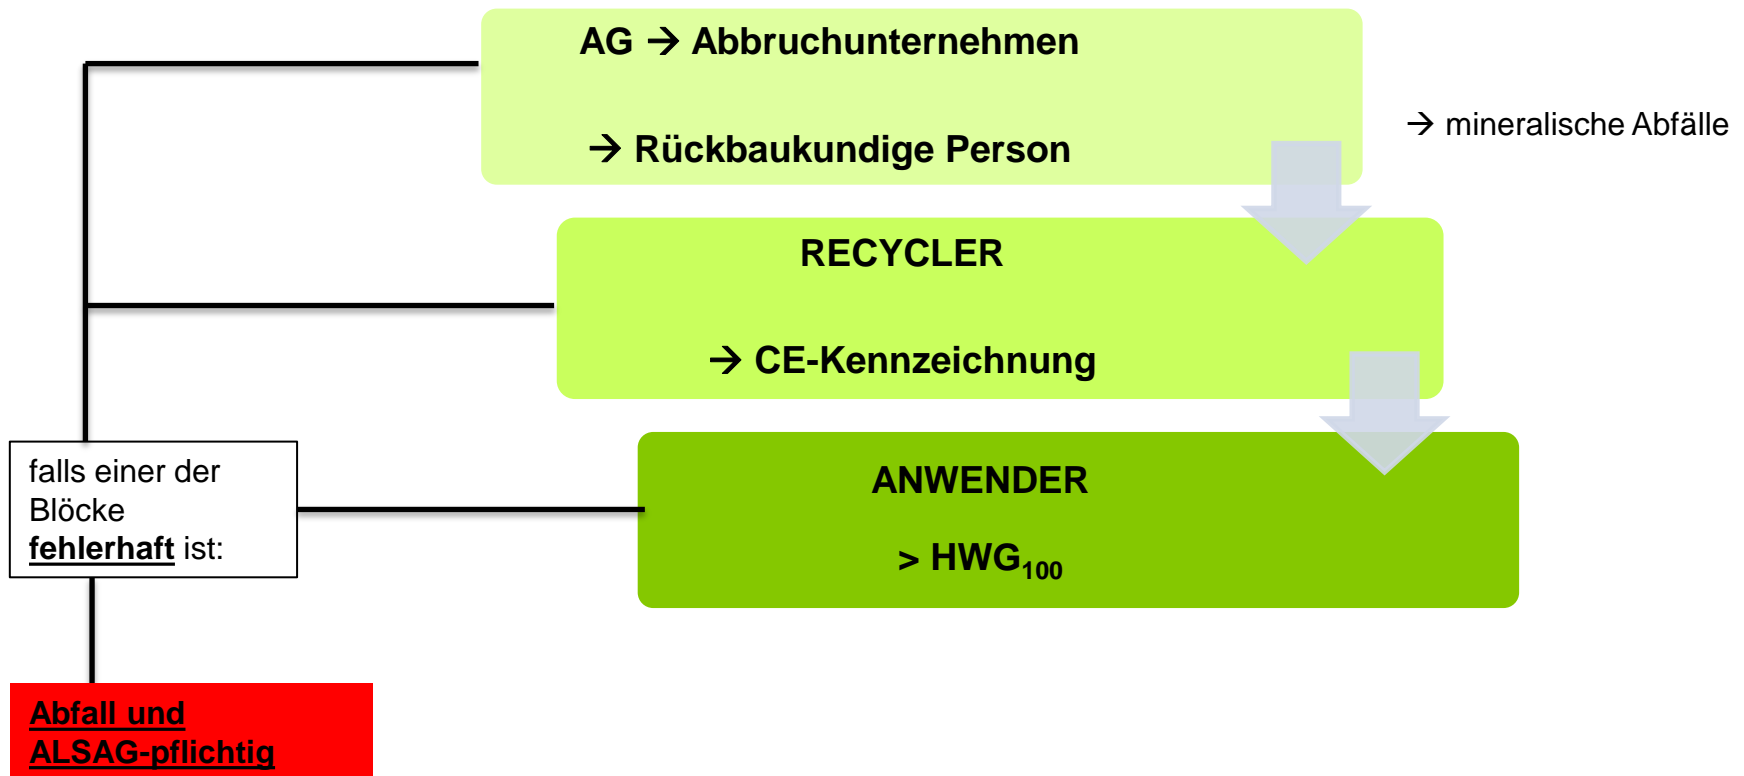 AG → Abbruchunternehmen
→ Rückbaukundige Person
→ mineralische Abfälle
RECYCLER
→ CE-Kennzeichnung
ANWENDER
> HWG₁₀₀
falls einer der
Blöcke
fehlerhaft ist:
Abfall und
ALSAG-pflichtig